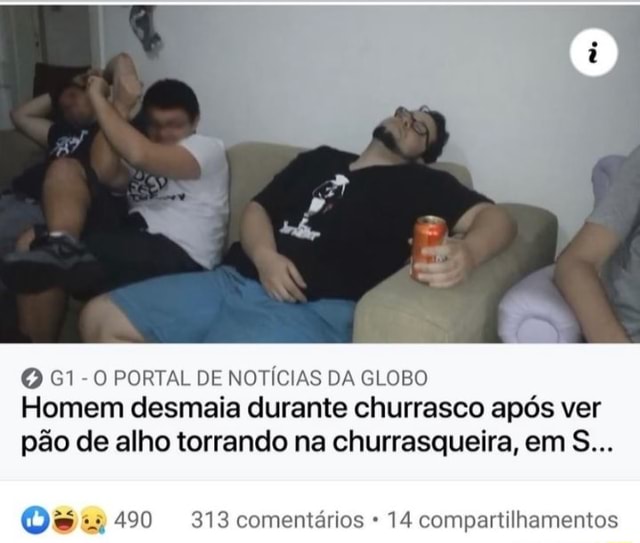 i
G1 - O PORTAL DE NOTÍCIAS DA GLOBO
Homem desmaia durante churrasco após ver
pão de alho torrando na churrasqueira, em S...
490 313 comentários • 14 compartilhamentos